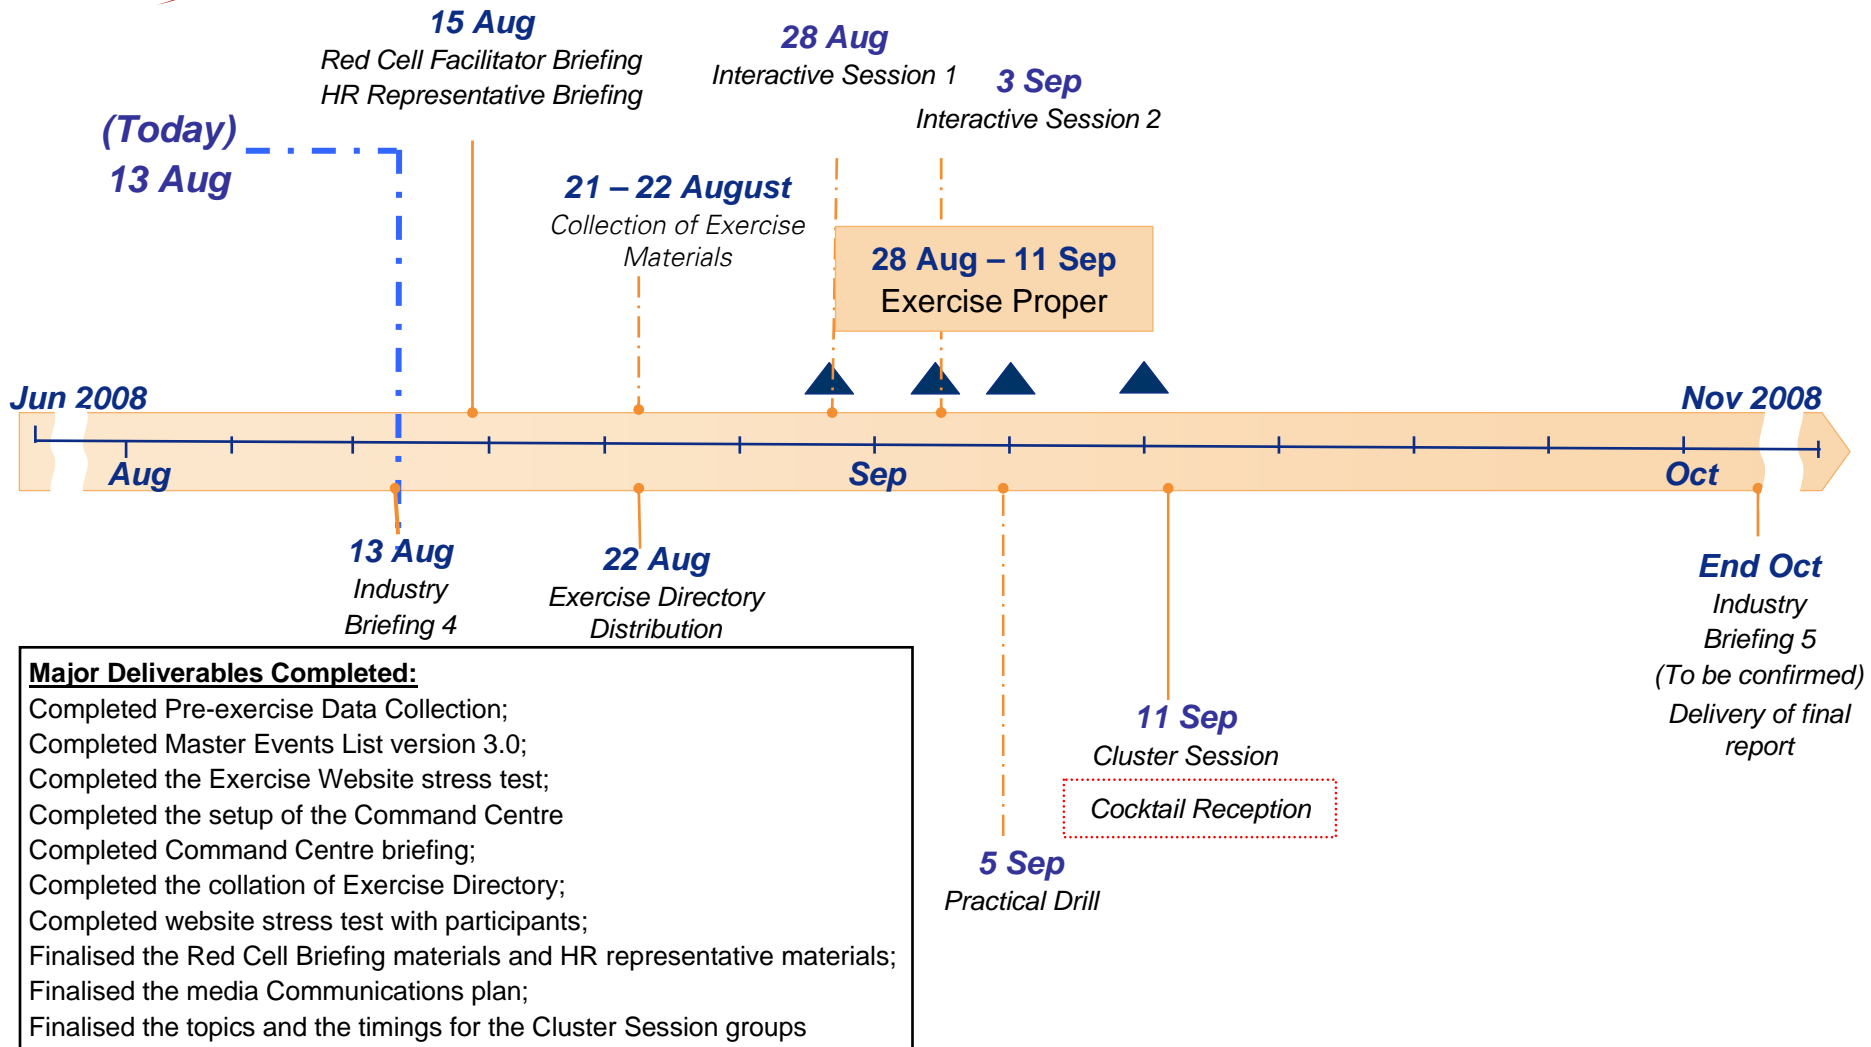 15 Aug
Red Cell Facilitator Briefing
HR Representative Briefing
28 Aug
Interactive Session 1
3 Sep
Interactive Session 2
(Today)
13 Aug
21 – 22 August
Collection of Exercise
Materials
28 Aug – 11 Sep
Exercise Proper
Jun 2008
Nov 2008
Aug
Sep
Oct
13 Aug
Industry
Briefing 4
22 Aug
Exercise Directory
Distribution
End Oct
Industry
Briefing 5
(To be confirmed)
Delivery of final
report
11 Sep
Cluster Session
Cocktail Reception
5 Sep
Practical Drill
Major Deliverables Completed:
Completed Pre-exercise Data Collection;
Completed Master Events List version 3.0;
Completed the Exercise Website stress test;
Completed the setup of the Command Centre
Completed Command Centre briefing;
Completed the collation of Exercise Directory;
Completed website stress test with participants;
Finalised the Red Cell Briefing materials and HR representative materials;
Finalised the media Communications plan;
Finalised the topics and the timings for the Cluster Session groups